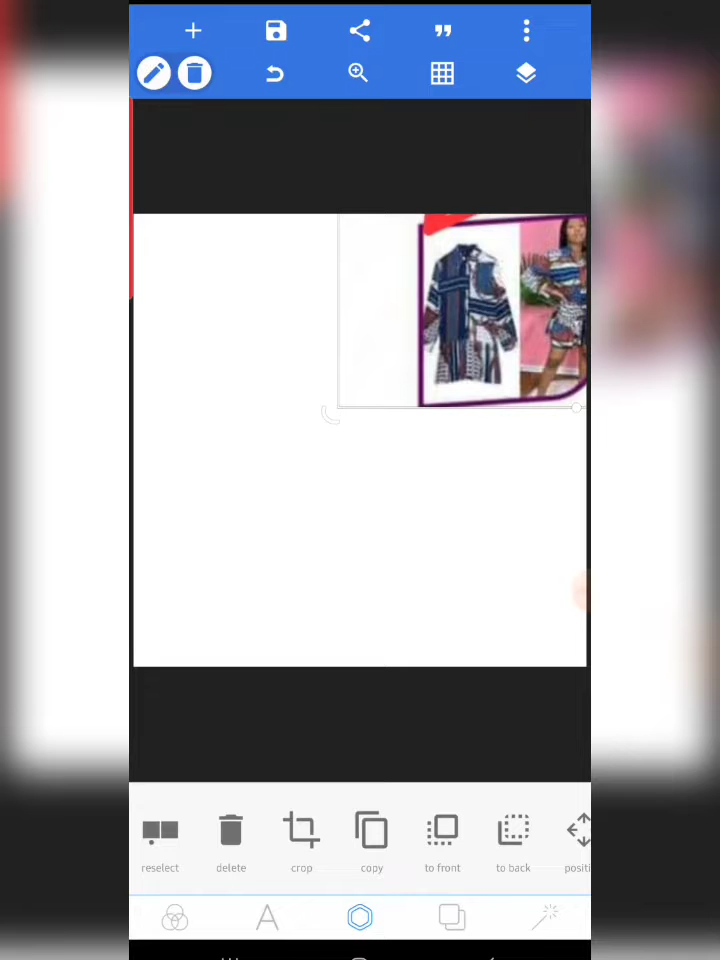 reselect
delete
crop
copy
to front
to back
positi